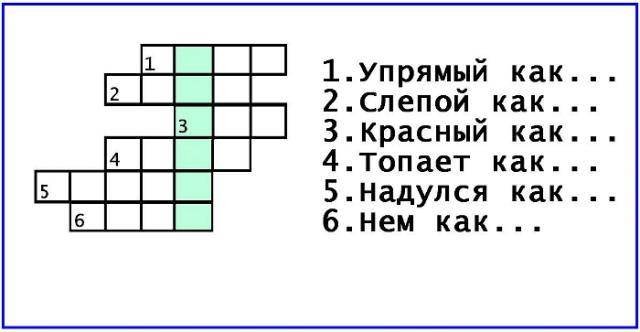 1
2
3
4
5
6
1.Упрямый как...
2.Слепой как...
3.Красный как...
4.Топает как...
5.Надулся как...
6.Нем как...